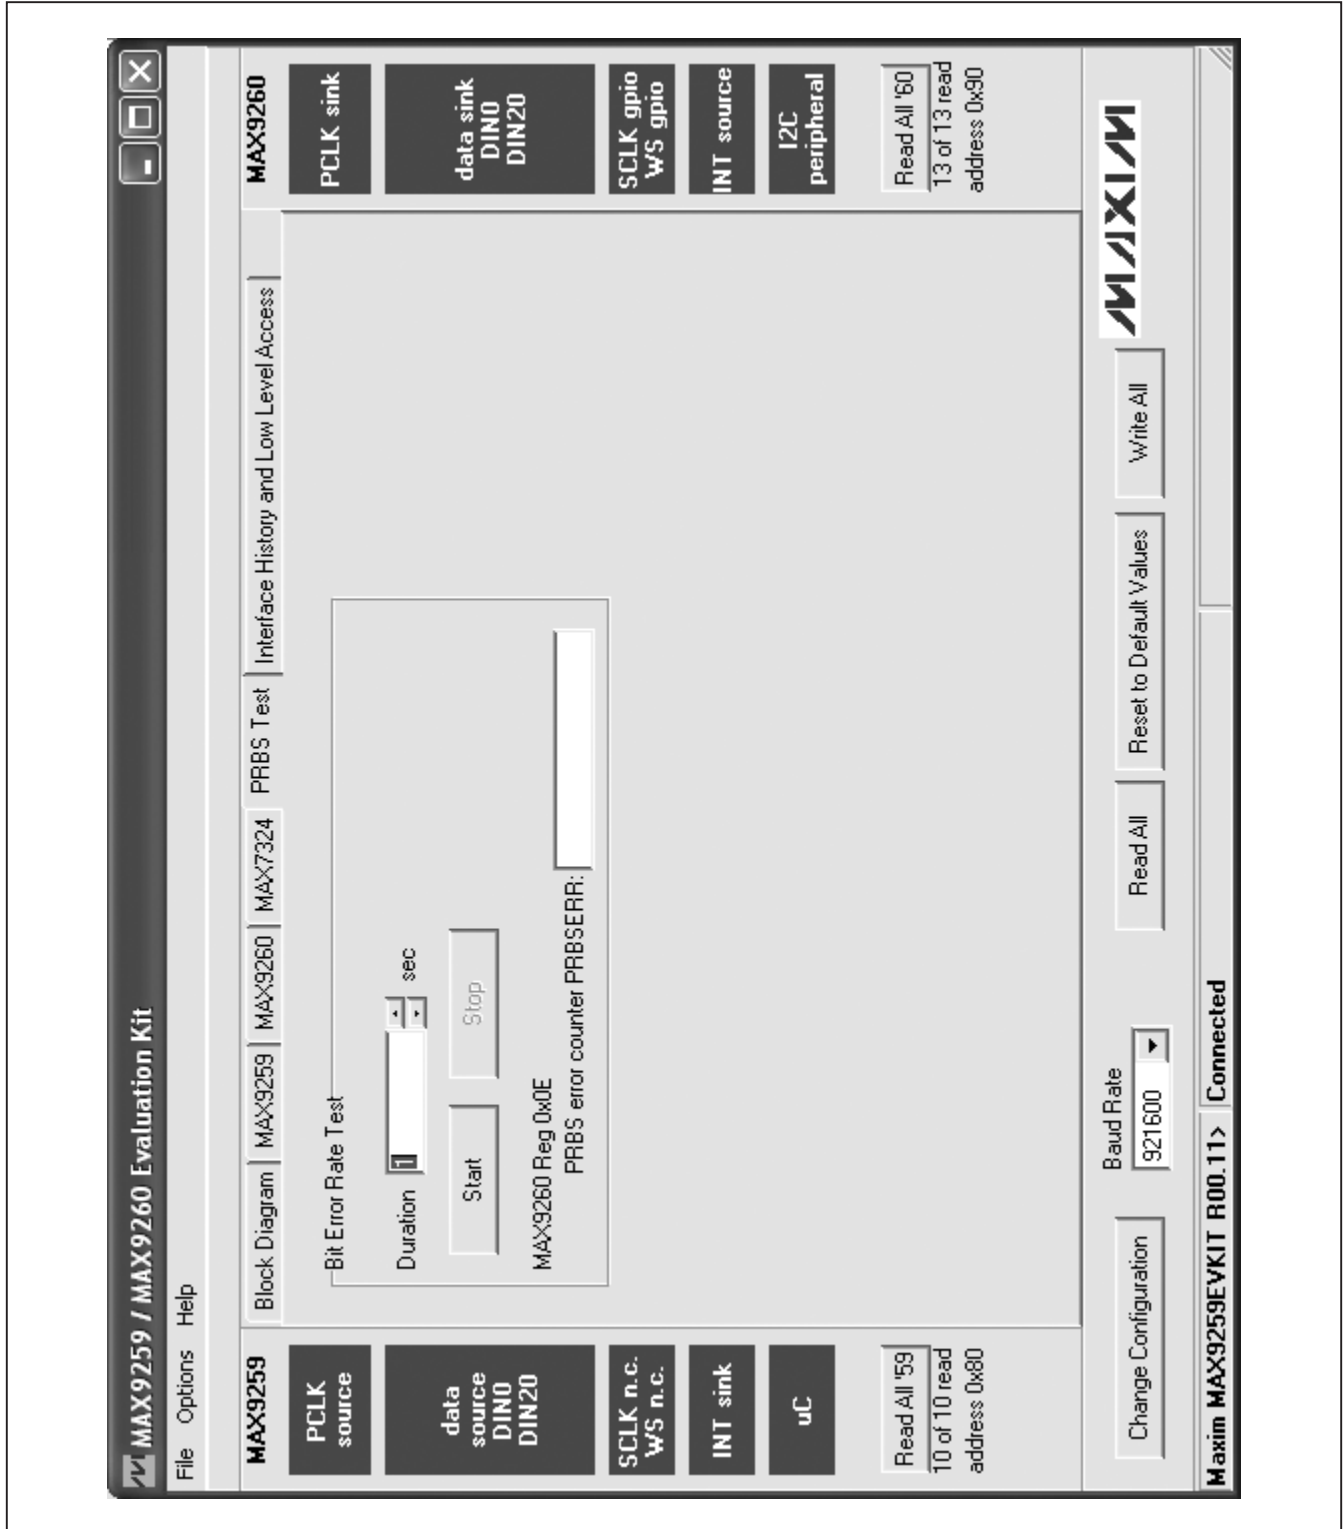 MAX9259 / MAX9260 Evaluation Kit
File Options Help
MAX9259
PCLK
source
data
source
DIN0
DIN20
SCLK n.c.
WS n.c.
INT sink
uC
Read All '59
10 of 10 read
address 0x80
Block Diagram MAX9259 MAX9260 MAX7324 PRBS Test Interface History and Low Level Access
Bit Error Rate Test
Duration 1 sec
Start Stop
MAX9260 Reg 0x0E
PRBS error counter PRBSERR:
MAX9260
PCLK sink
data sink
DIN0
DIN20
SCLK gpio
WS gpio
INT source
I2C
peripheral
Read All '60
13 of 13 read
address 0x90
Change Configuration
Baud Rate
921600
Read All Reset to Default Values Write All
MAXIM
Maxim MAX9259EVKIT R00.11> Connected